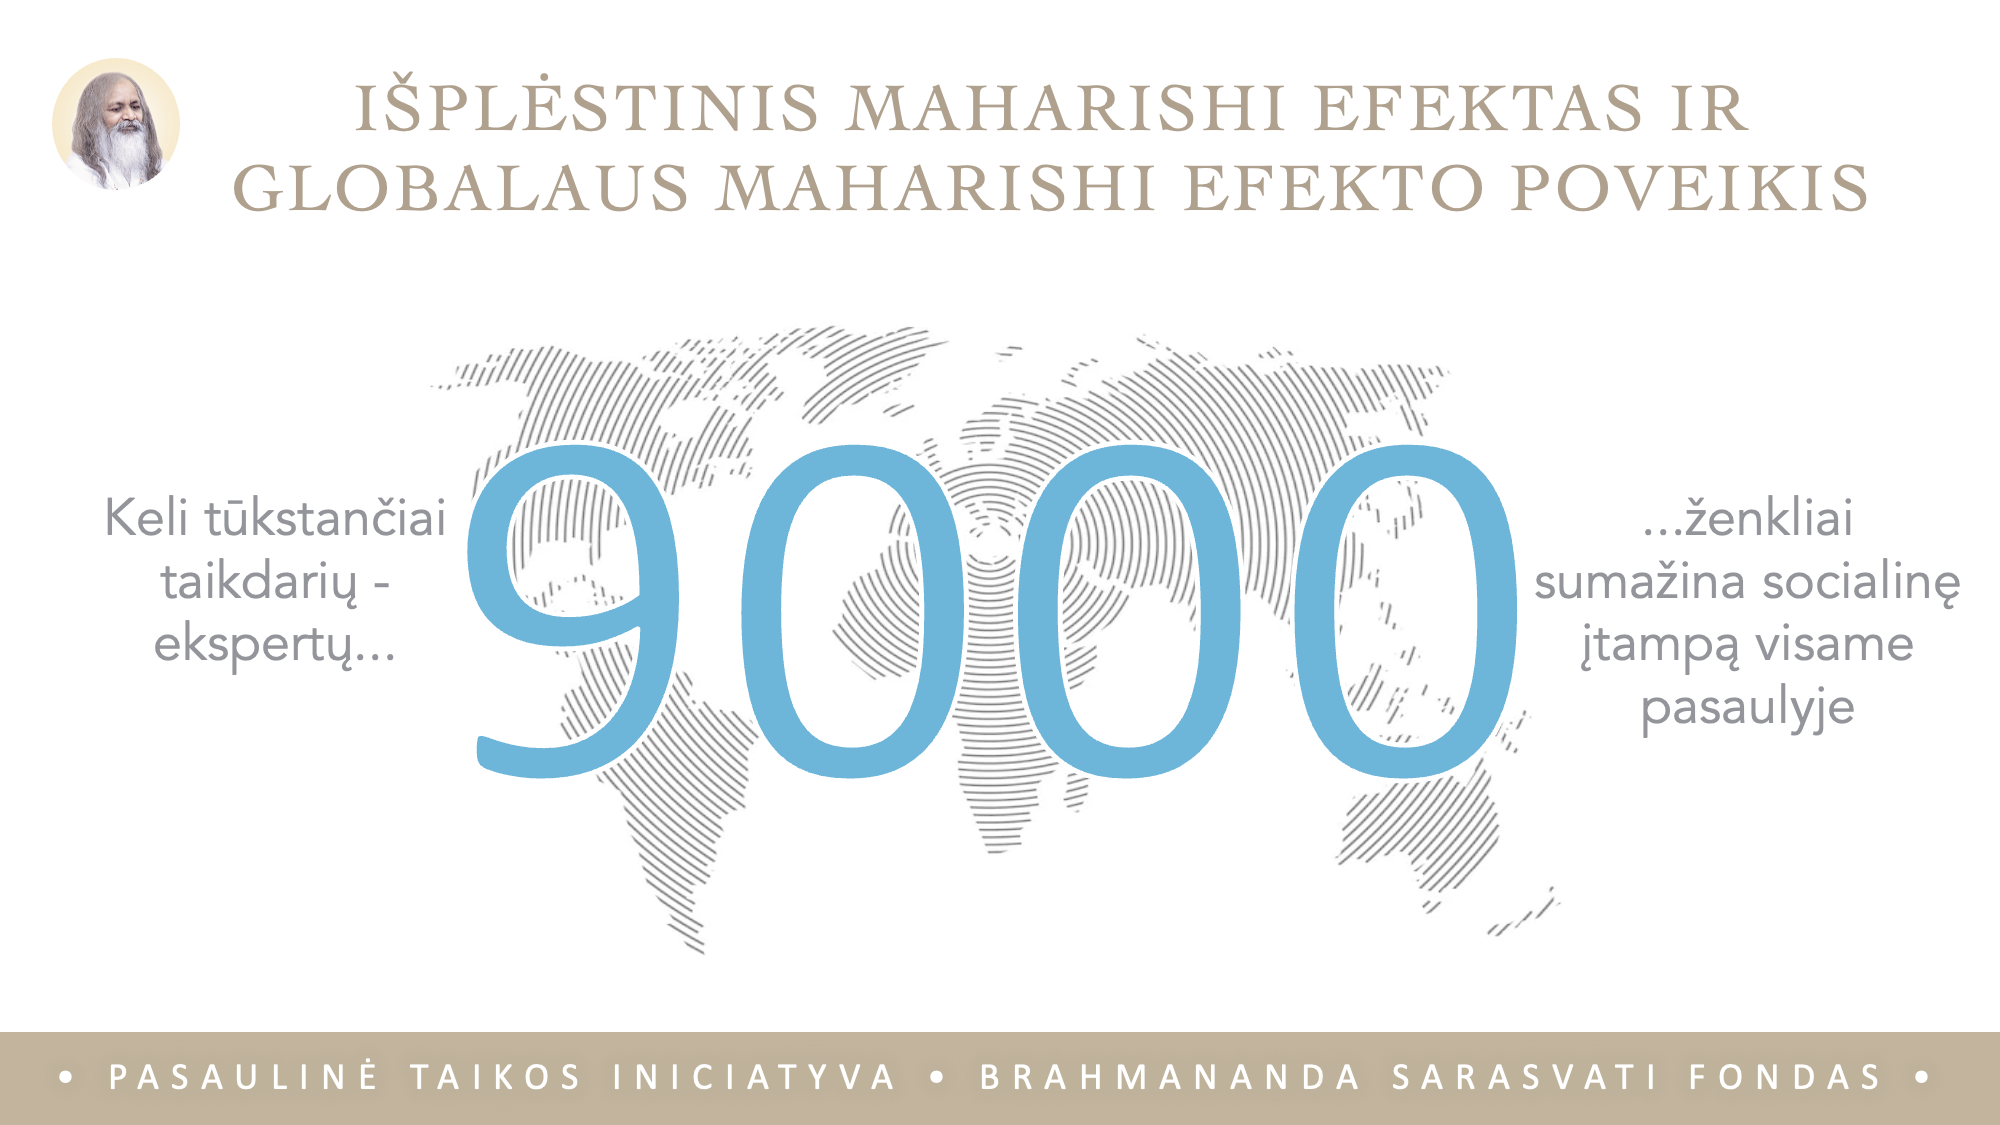 IŠPLĖSTINIS MAHARISHI EFEKTAS IR
GLOBALAUS MAHARISHI EFEKTO POVEIKIS
Keli tūkstančiai
taikdarių -
ekspertų...
9000
...ženkliai
sumažina socialinę
įtampą visame
pasaulyje
• PASAULINĖ TAIKOS INICIATYVA • BRAHMANANDA SARASVATI FONDAS •